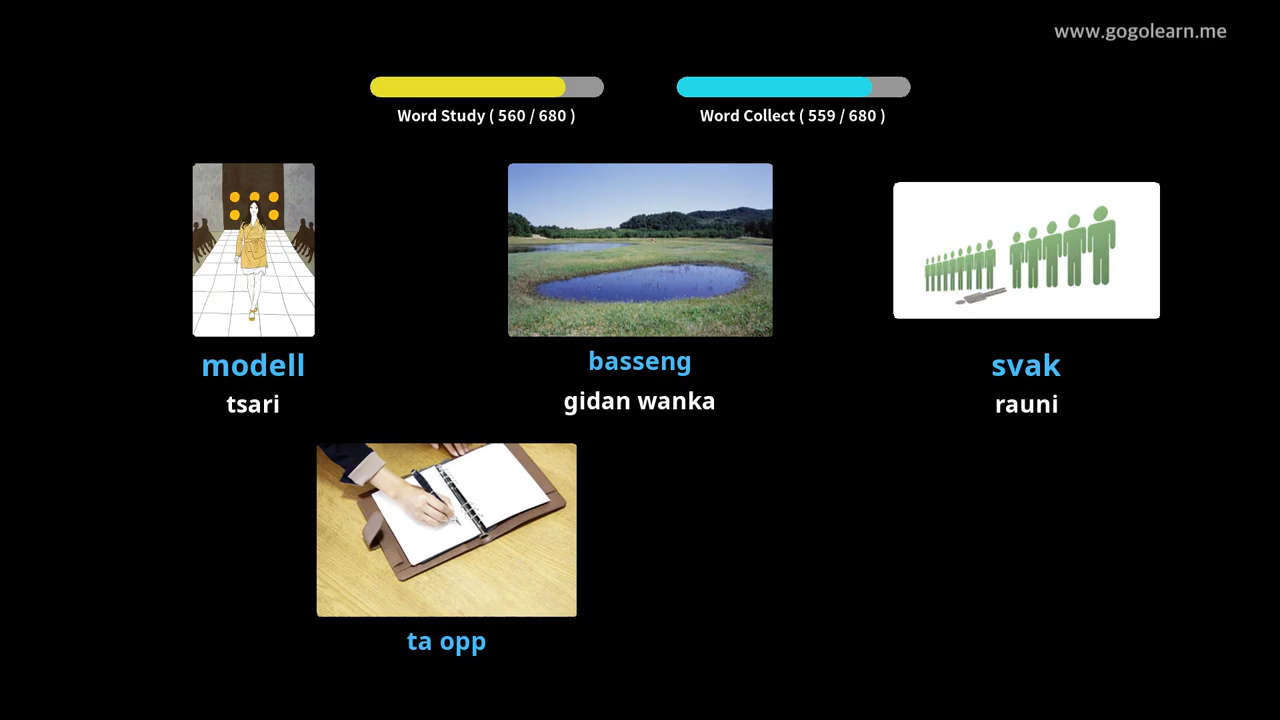 www.gogolearn.me
Word Study ( 560 / 680 )
Word Collect ( 559 / 680 )
modell
tsari
basseng
gidan wanka
svak
rauni
ta opp